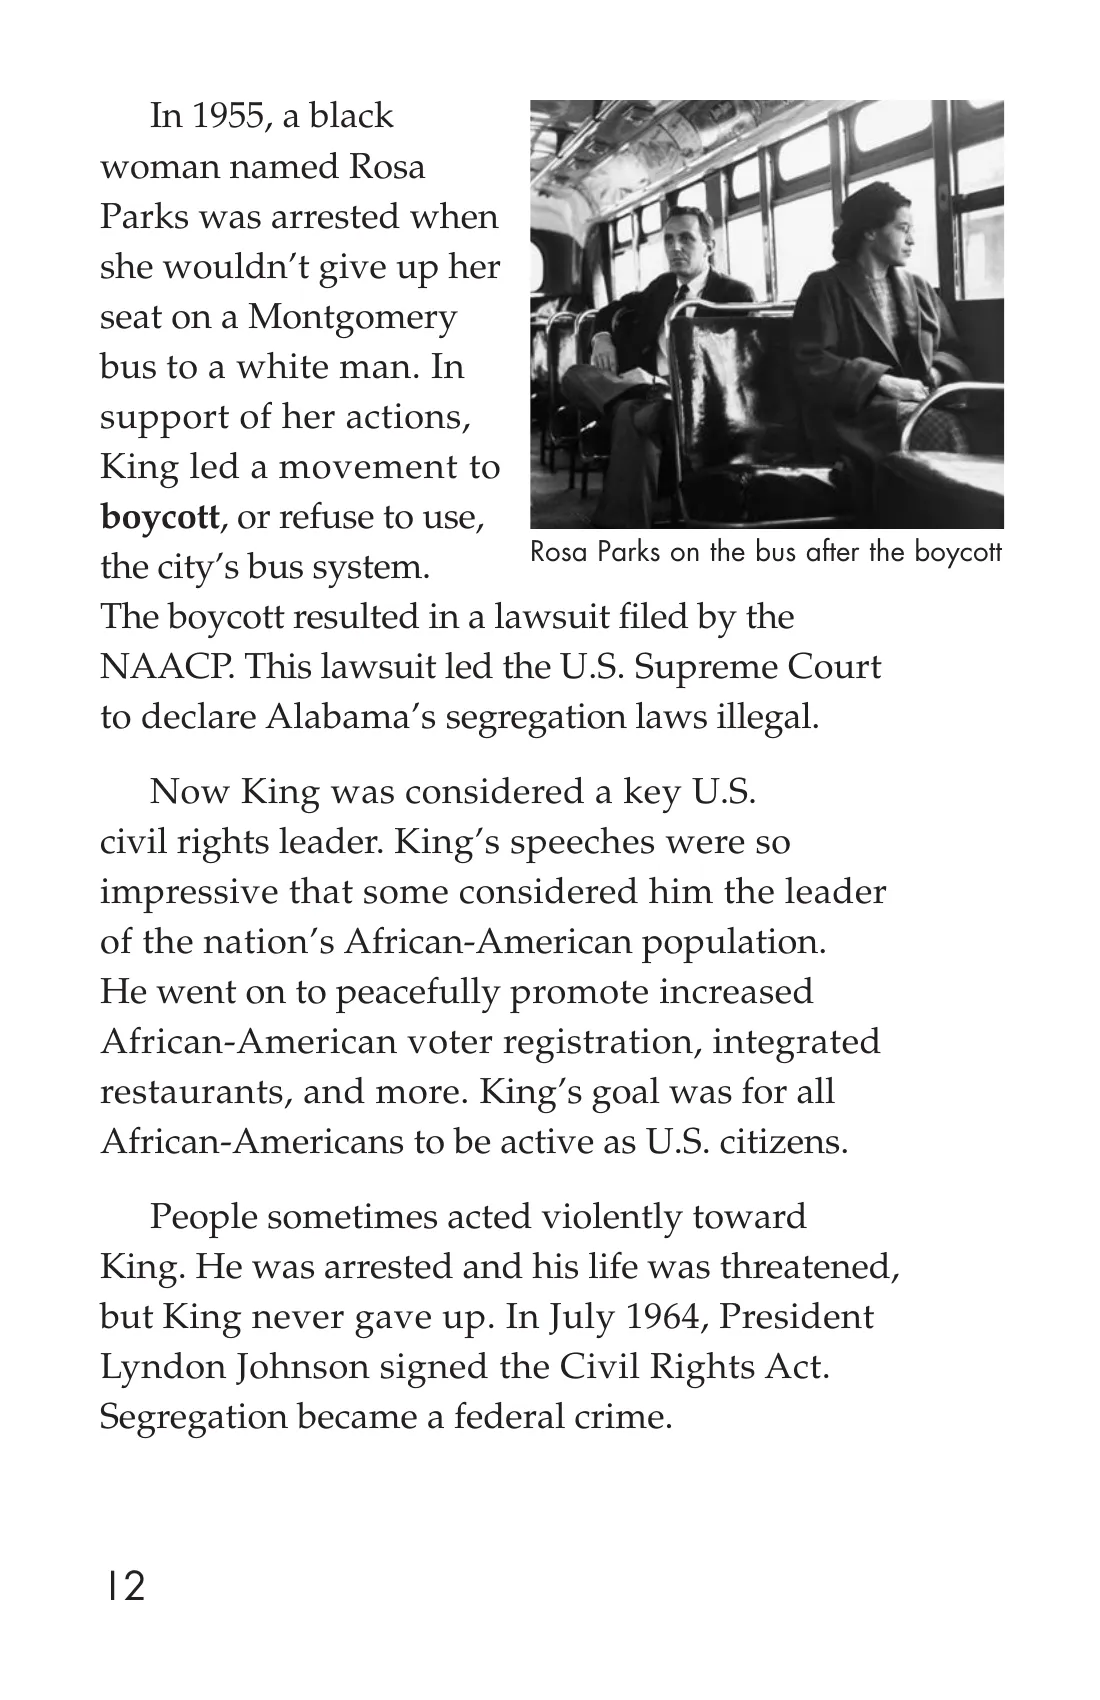 In 1955, a black
woman named Rosa
Parks was arrested when
she wouldn’t give up her
seat on a Montgomery
bus to a white man. In
support of her actions,
King led a movement to
boycott, or refuse to use,
the city’s bus system.
Rosa Parks on the bus after the boycott
The boycott resulted in a lawsuit filed by the
NAACP. This lawsuit led the U.S. Supreme Court
to declare Alabama’s segregation laws illegal.
Now King was considered a key U.S.
civil rights leader. King’s speeches were so
impressive that some considered him the leader
of the nation’s African-American population.
He went on to peacefully promote increased
African-American voter registration, integrated
restaurants, and more. King’s goal was for all
African-Americans to be active as U.S. citizens.
People sometimes acted violently toward
King. He was arrested and his life was threatened,
but King never gave up. In July 1964, President
Lyndon Johnson signed the Civil Rights Act.
Segregation became a federal crime.
12